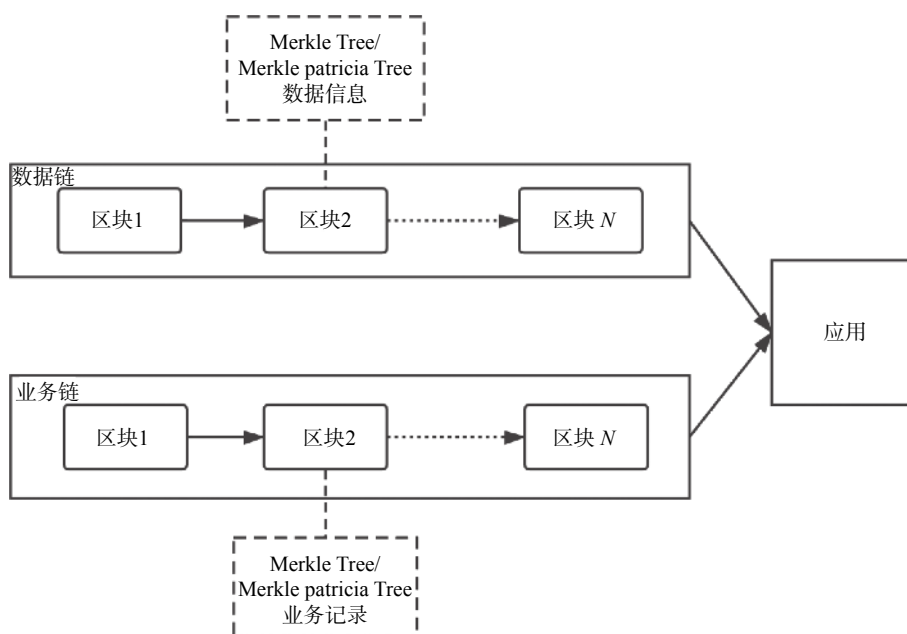 Merkle Tree/
Merkle patricia Tree
数据信息
数据链
区块1
区块2
区块 N
应用
业务链
区块1
区块2
区块 N
Merkle Tree/
Merkle patricia Tree
业务记录